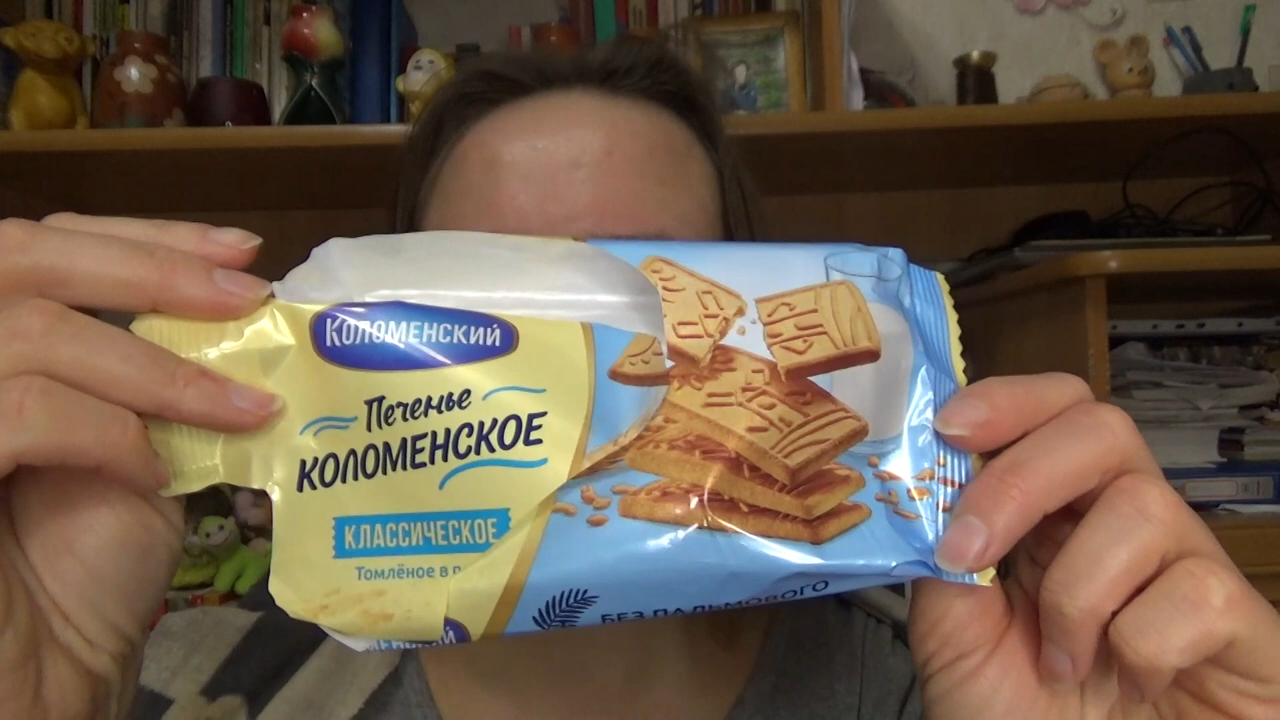 Коломенский
Печенье
КОЛОМЕНСКОЕ
КЛАССИЧЕСКОЕ
Томлёное в
БЕЗ ПАЛЬМОВОГО